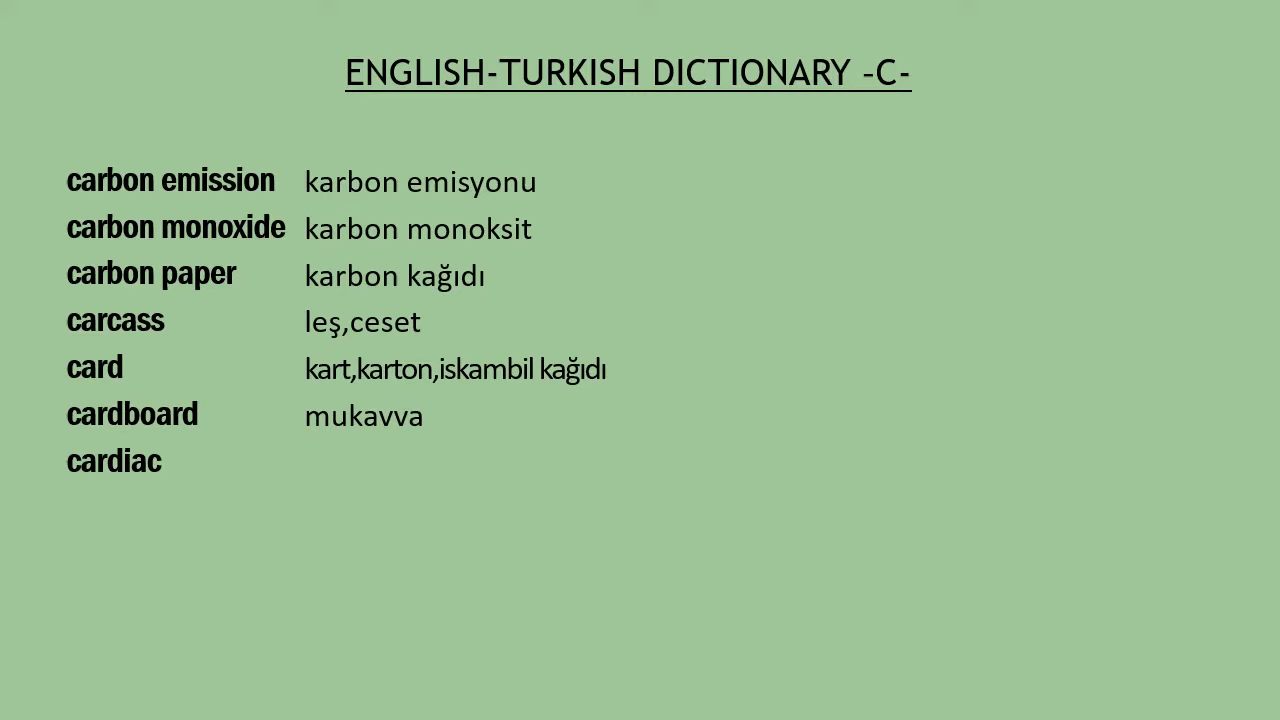 ENGLISH-TURKISH DICTIONARY –C-
carbon emission karbon emisyonu
carbon monoxide karbon monoksit
carbon paper karbon kağıdı
carcass leş,ceset
card kart,karton,iskambil kağıdı
cardboard mukavva
cardiac